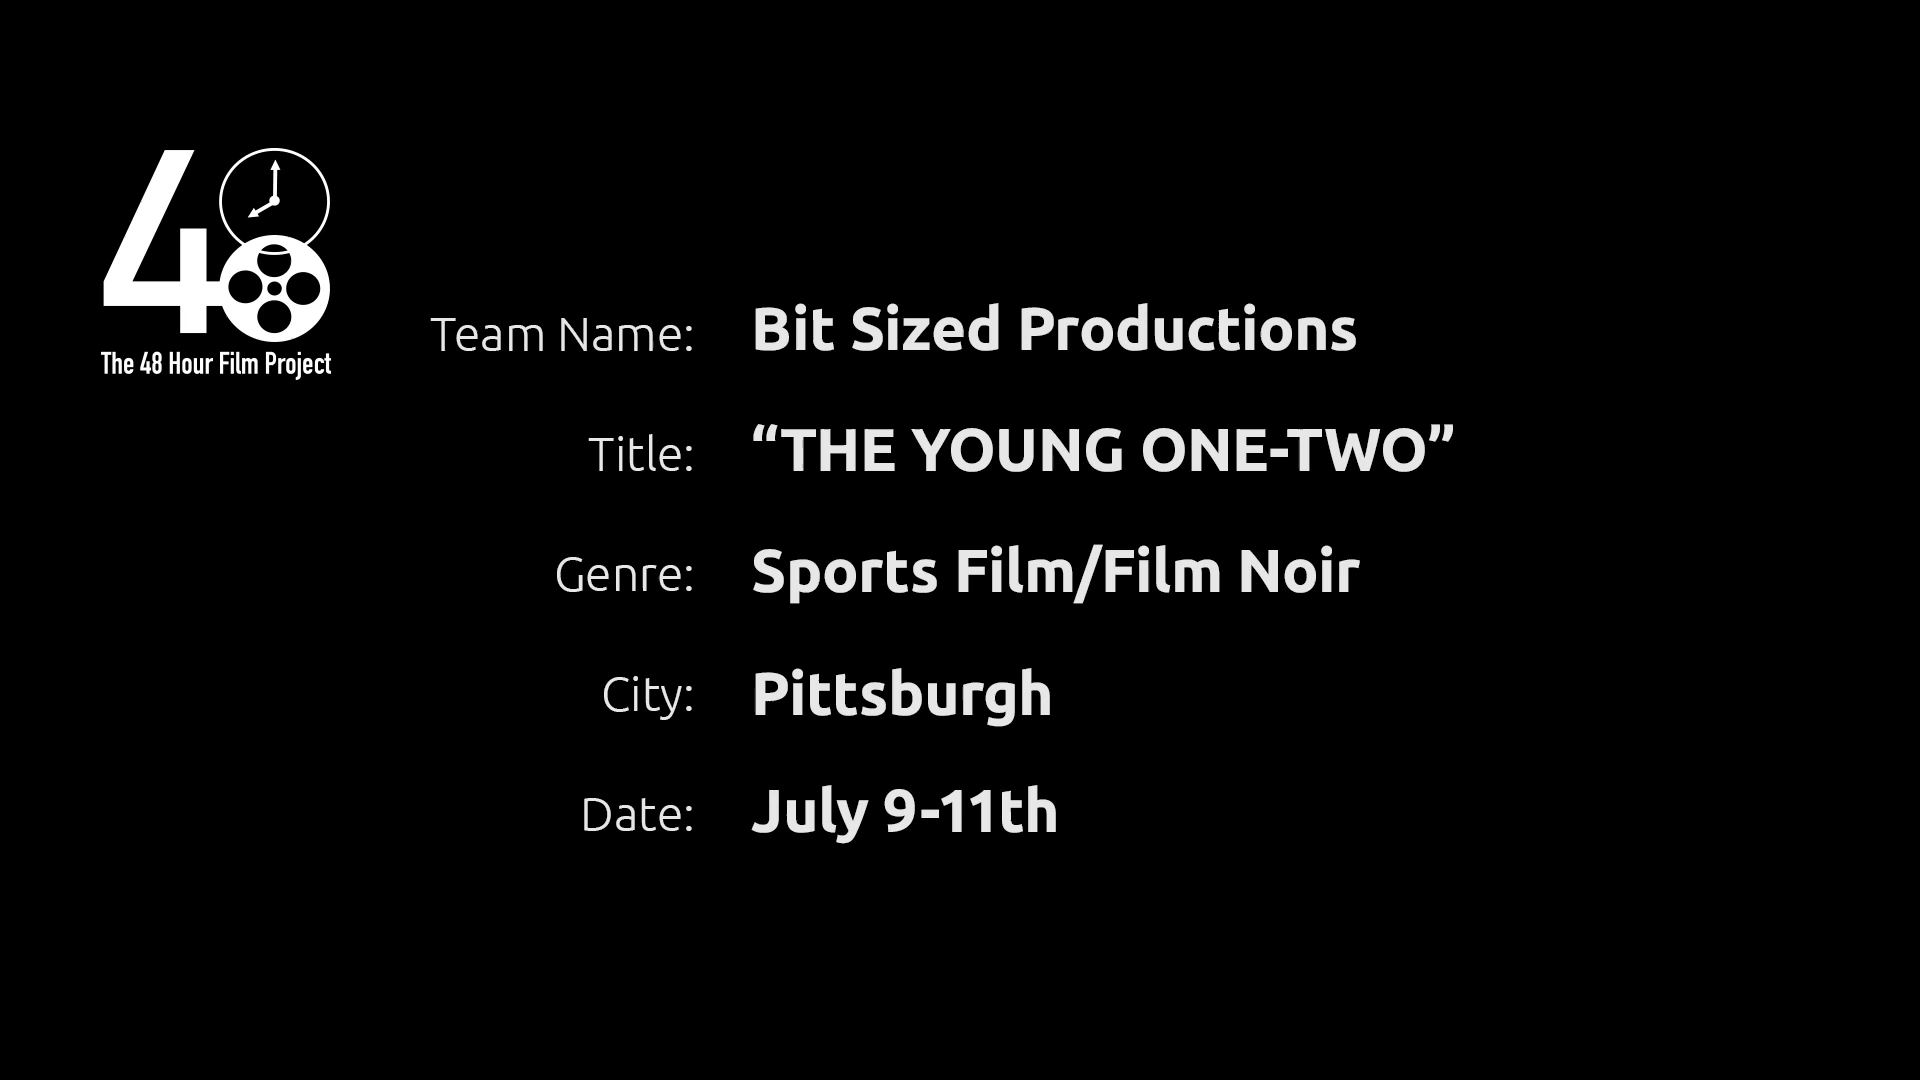 48
The 48 Hour Film Project
Team Name: Bit Sized Productions
Title: “THE YOUNG ONE-TWO”
Genre: Sports Film/Film Noir
City: Pittsburgh
Date: July 9-11th